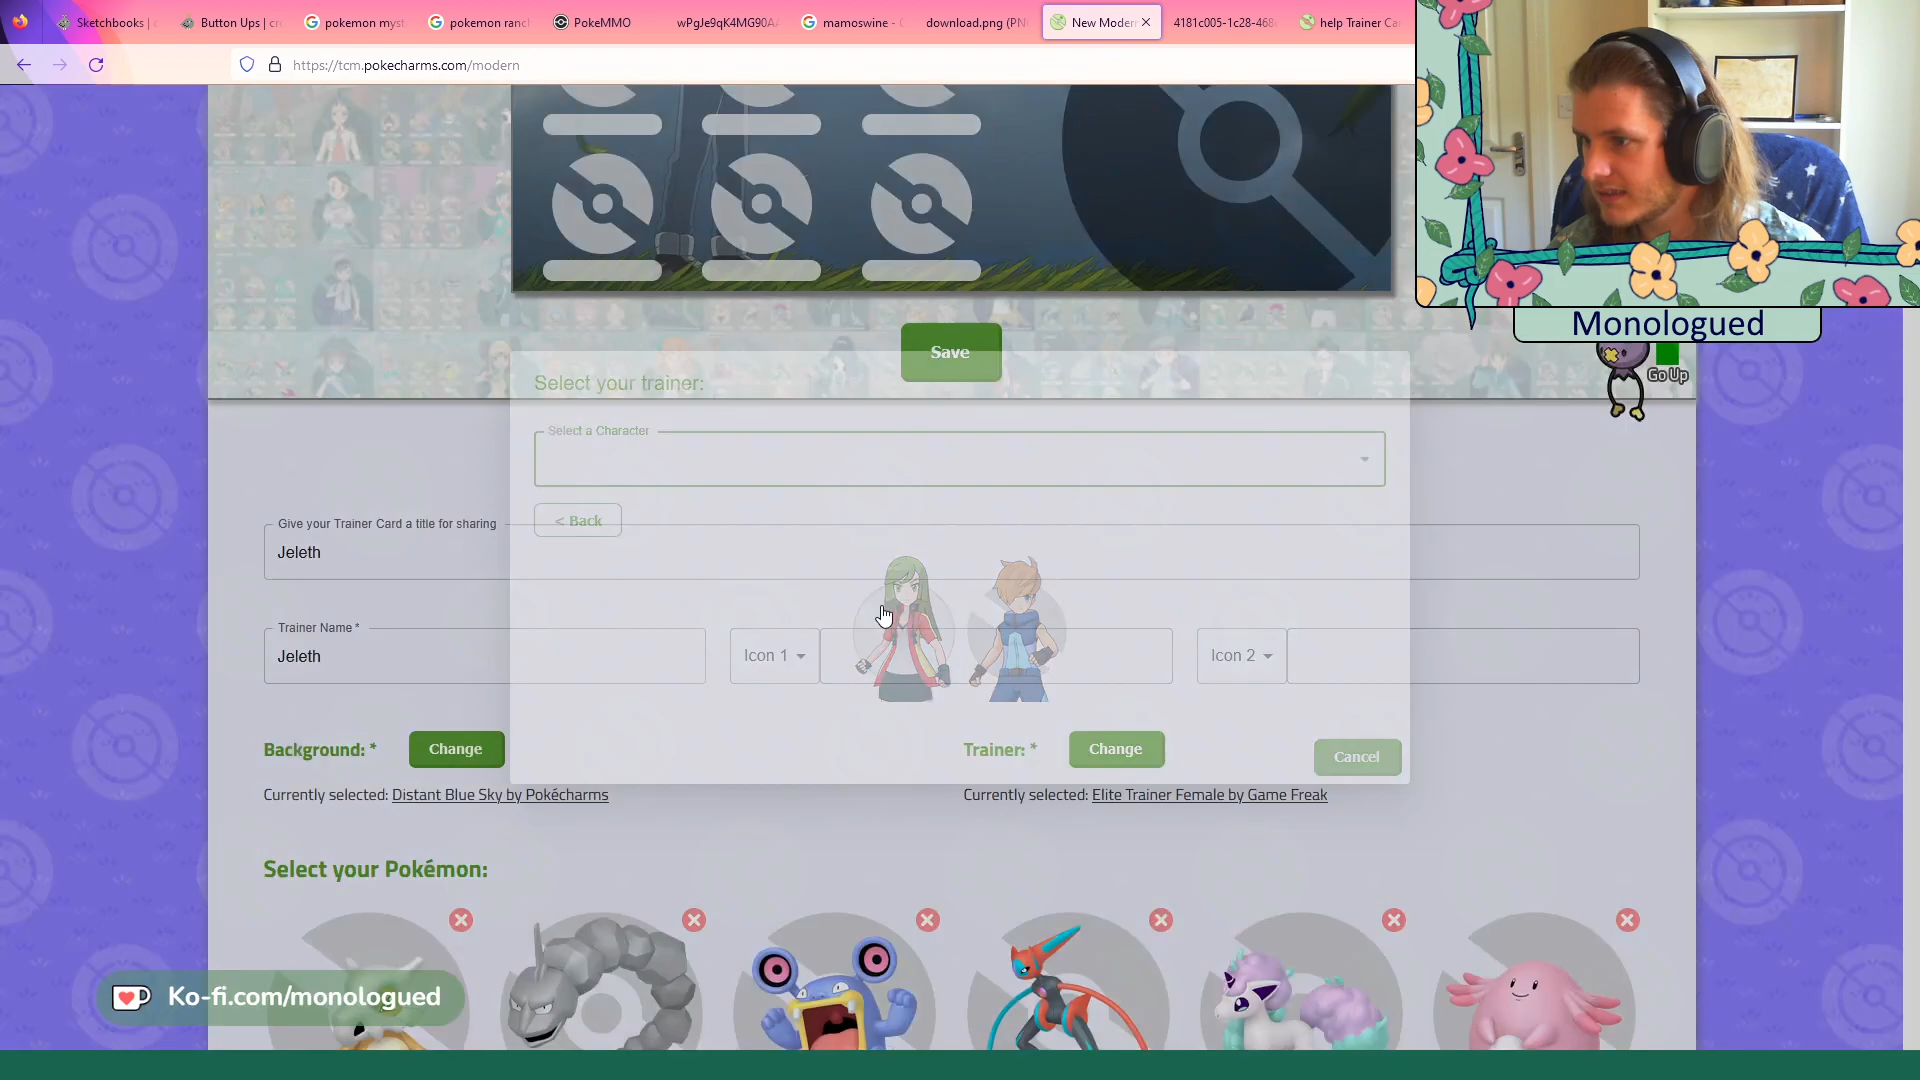 Sketchbooks |
Button Ups | cr
pokemon myst
pokemon ranc
PokeMMO
wPgJe9qK4MG90A
mamoswine -
download.png (PN
New Modern
4181c005-1c28-468
help Trainer Ca
https://tcm.pokecharms.com/modern
Monologued
Go Up
Save
Select your trainer:
Select a Character
< Back
Give your Trainer Card a title for sharing
Jeleth
Trainer Name *
Jeleth
Icon 1
Icon 2
Background: *
Change
Trainer: *
Change
Cancel
Currently selected: Distant Blue Sky by Pokécharms
Currently selected: Elite Trainer Female by Game Freak
Select your Pokémon:
Ko-fi.com/monologued